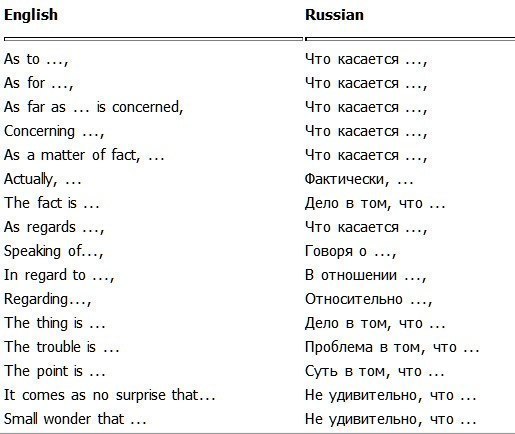 English Russian
As to ..., Что касается ...,
As for ..., Что касается ...,
As far as ... is concerned, Что касается ...,
Concerning ..., Что касается ...,
As a matter of fact, ... Что касается ...,
Actually, ... Фактически, ...
The fact is ... Дело в том, что ...
As regards ..., Что касается ...,
Speaking of..., Говоря о ...,
In regard to ..., В отношении ...,
Regarding..., Относительно ...,
The thing is ... Дело в том, что ...
The trouble is ... Проблема в том, что ...
The point is ... Суть в том, что ...
It comes as no surprise that... Не удивительно, что ...
Small wonder that ... Не удивительно, что ...